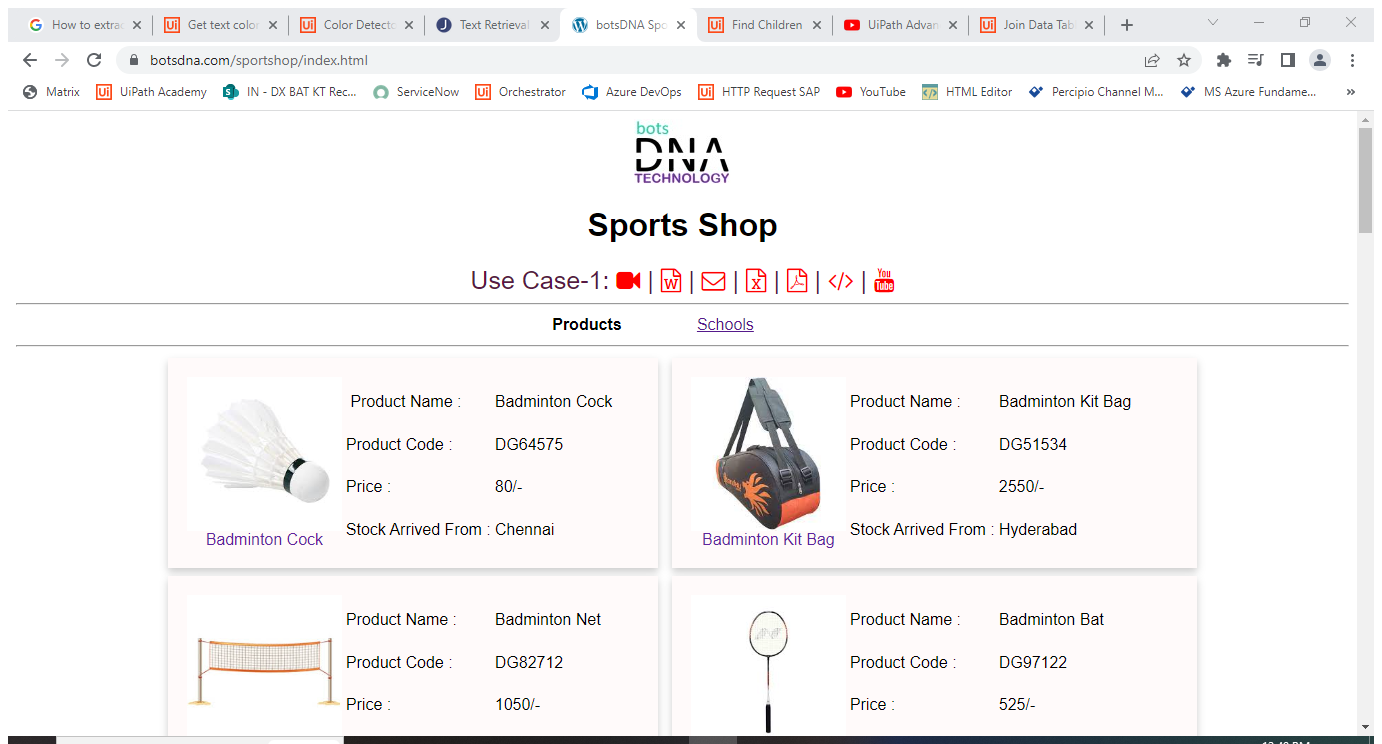 How to extrac
Get text color
Color Detecto
Text Retrieval
botsDNA Spo
Find Children
UiPath Advan
Join Data Tab
botsdna.com/sportshop/index.html
Matrix
UiPath Academy
IN - DX BAT KT Rec...
ServiceNow
Orchestrator
Azure DevOps
HTTP Request SAP
YouTube
HTML Editor
Percipio Channel M...
MS Azure Fundame...
»
bots
DNA
TECHNOLOGY
Sports Shop
Use Case-1: | | | | | |
Products Schools
Product Name : Badminton Cock
Product Code : DG64575
Price : 80/-
Stock Arrived From : Chennai
Badminton Cock
Product Name : Badminton Kit Bag
Product Code : DG51534
Price : 2550/-
Stock Arrived From : Hyderabad
Badminton Kit Bag
Product Name : Badminton Net
Product Code : DG82712
Price : 1050/-
Product Name : Badminton Bat
Product Code : DG97122
Price : 525/-